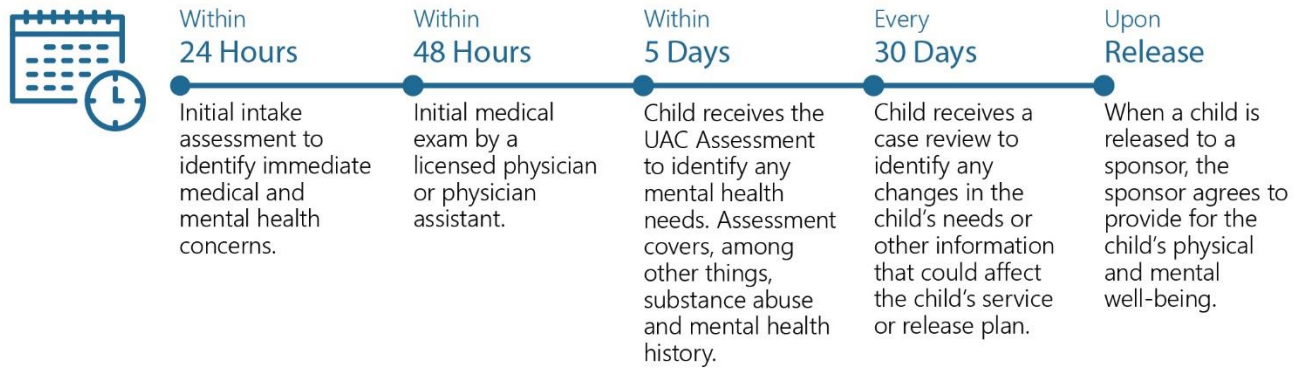 Within
24 Hours
Initial intake
assessment to
identify immediate
medical and
mental health
concerns.
Within
48 Hours
Initial medical
exam by a
licensed physician
or physician
assistant.
Within
5 Days
Child receives the
UAC Assessment
to identify any
mental health
needs. Assessment
covers, among
other things,
substance abuse
and mental health
history.
Every
30 Days
Child receives a
case review to
identify any
changes in the
child’s needs or
other information
that could affect
the child’s service
or release plan.
Upon
Release
When a child is
released to a
sponsor, the
sponsor agrees to
provide for the
child’s physical
and mental
well-being.